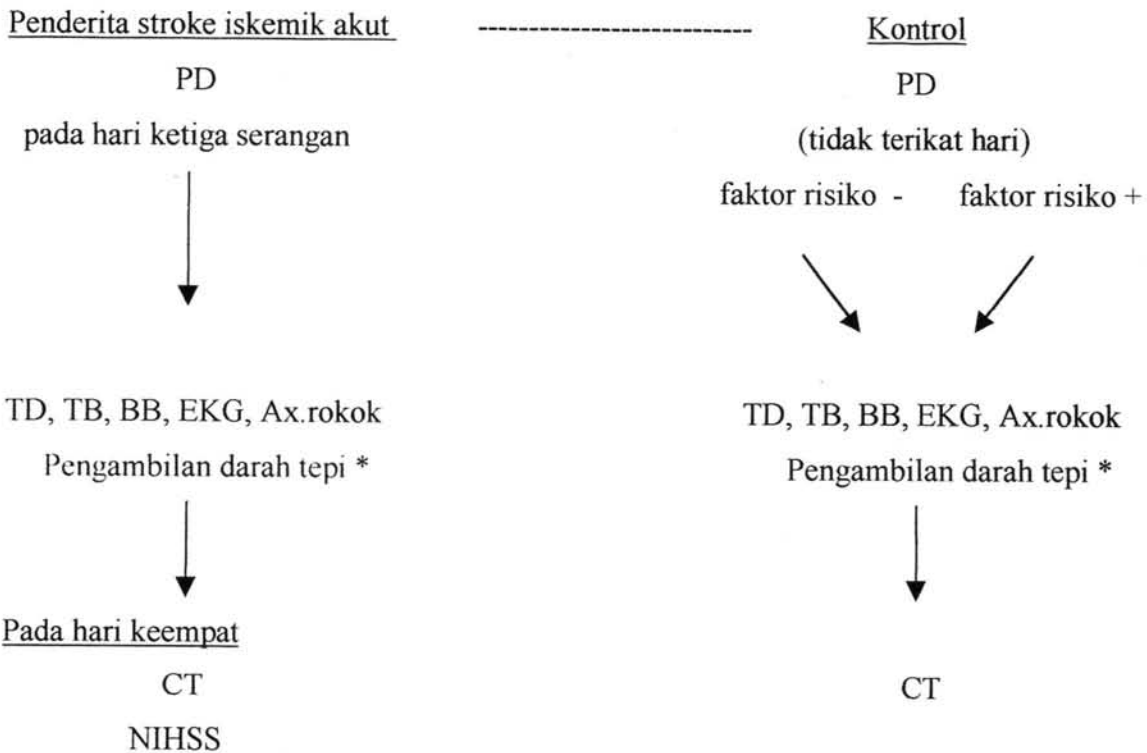 Penderita stroke iskemik akut --------------------------- Kontrol
PD
pada hari ketiga serangan
TD, TB, BB, EKG, Ax.rokok
Pengambilan darah tepi *
Pada hari keempat
CT
NIHSS
PD
(tidak terikat hari)
faktor risiko - faktor risiko +
TD, TB, BB, EKG, Ax.rokok
Pengambilan darah tepi *
CT